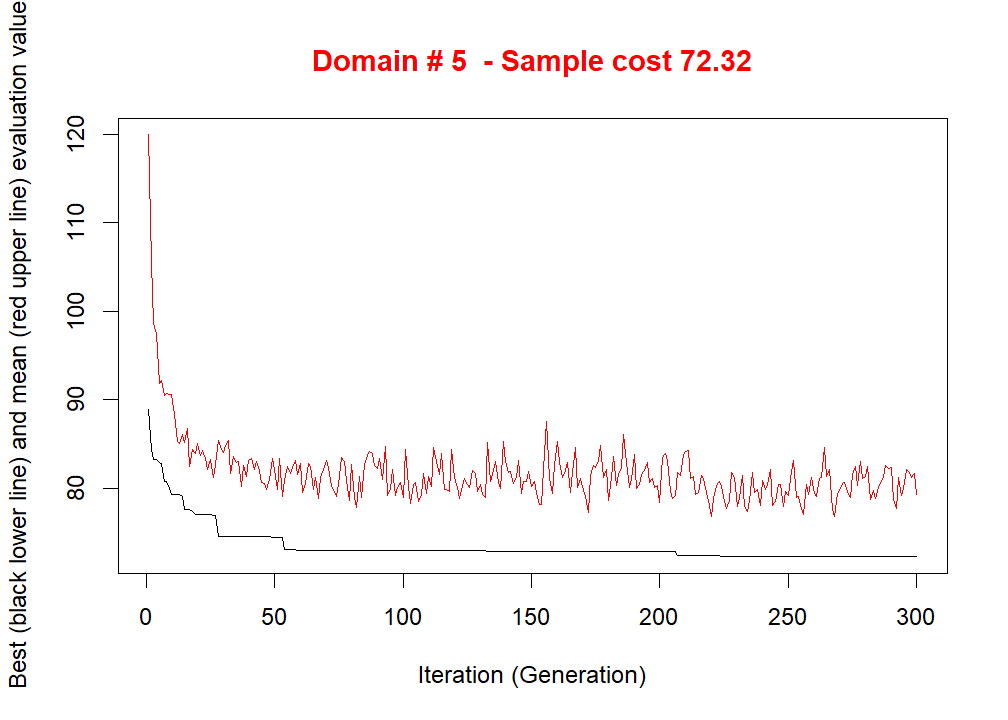 Domain # 5  - Sample cost 72.32
Best (black lower line) and mean (red upper line) evaluation value
120
110
100
90
80
0 50 100 150 200 250 300
Iteration (Generation)